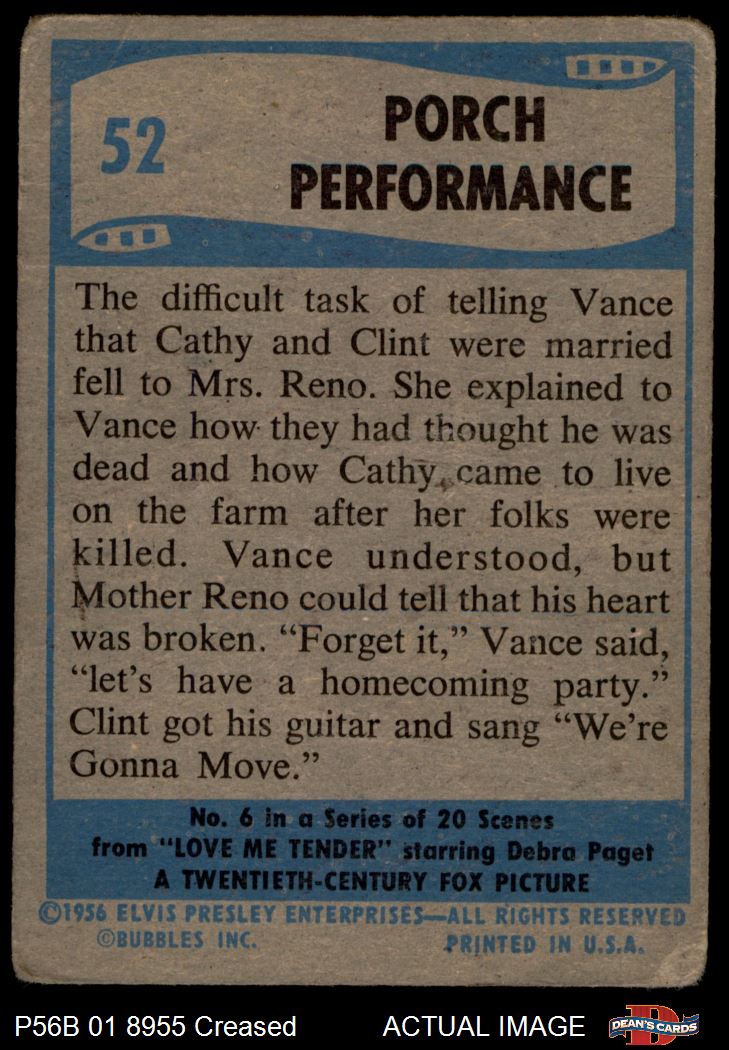 52
PORCH
PERFORMANCE
The difficult task of telling Vance
that Cathy and Clint were married
fell to Mrs. Reno. She explained to
Vance how they had thought he was
dead and how Cathy came to live
on the farm after her folks were
killed. Vance understood, but
Mother Reno could tell that his heart
was broken. “Forget it,” Vance said,
“let’s have a homecoming party.”
Clint got his guitar and sang “We’re
Gonna Move.”
No. 6 in a Series of 20 Scenes
from "LOVE ME TENDER" starring Debra Paget
A TWENTIETH-CENTURY FOX PICTURE
©1956 ELVIS PRESLEY ENTERPRISES—ALL RIGHTS RESERVED
©BUBBLES INC. PRINTED IN U.S.A.
P56B 01 8955 Creased ACTUAL IMAGE
D
DEAN'S CARDS